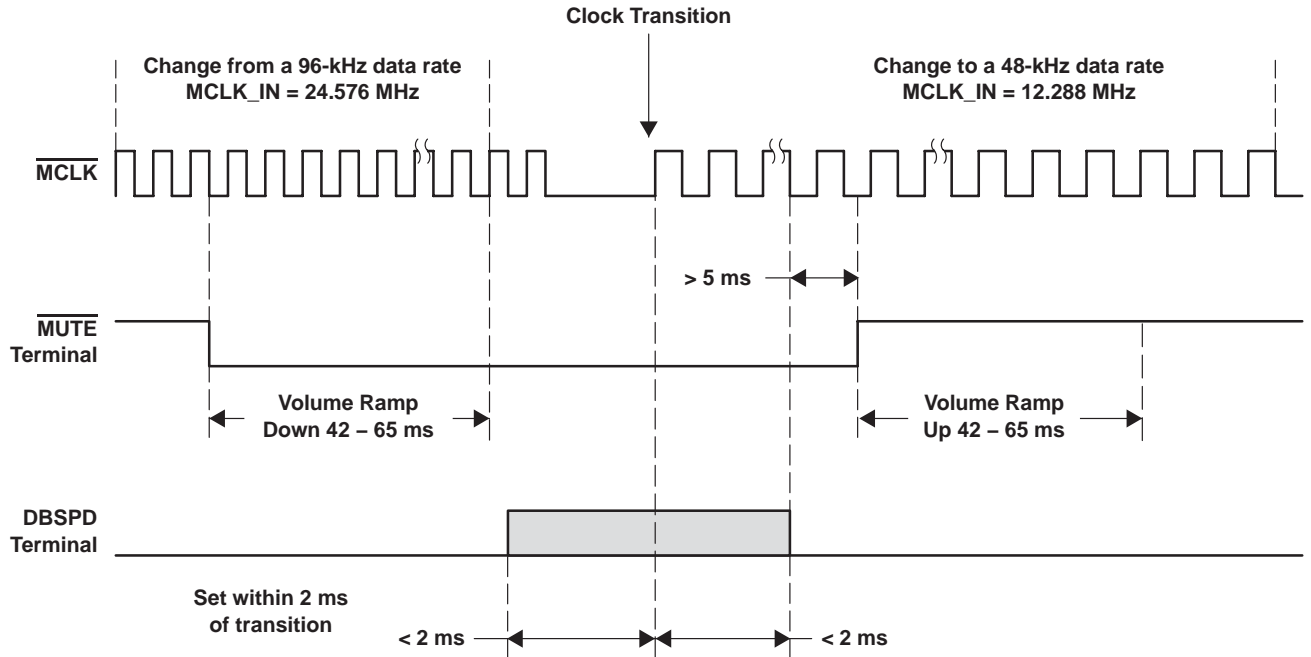 Clock Transition
Change from a 96-kHz data rate
MCLK_IN = 24.576 MHz
Change to a 48-kHz data rate
MCLK_IN = 12.288 MHz
MCLK
> 5 ms
MUTE
Terminal
Volume Ramp
Down 42 – 65 ms
Volume Ramp
Up 42 – 65 ms
DBSPD
Terminal
Set within 2 ms
of transition
< 2 ms
< 2 ms